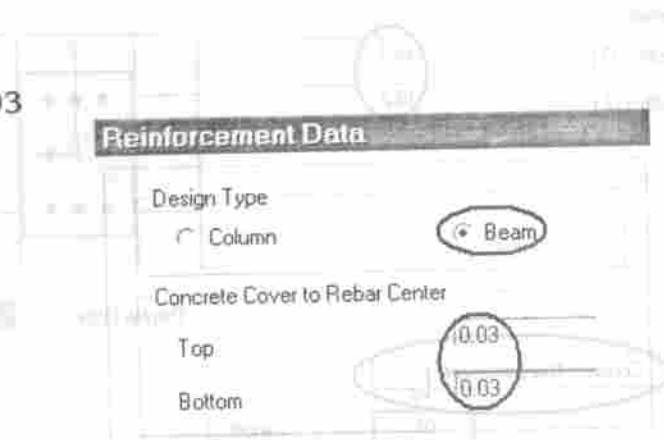 03
Reinforcement Data
Design Type
Column
Beam
Concrete Cover to Rebar Center
Top
0.03
Bottom
0.03